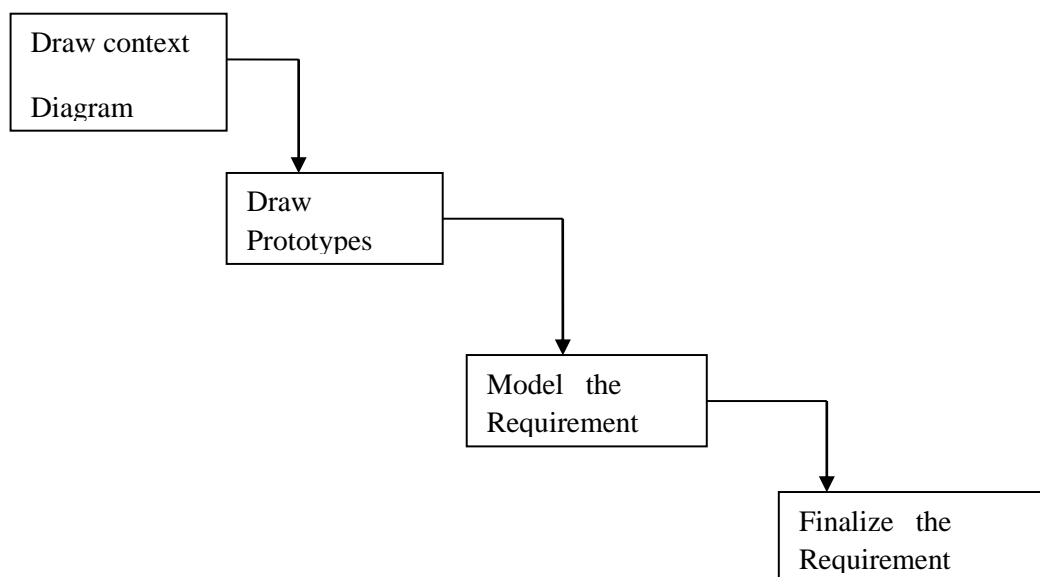 Draw context
Diagram
Draw
Prototypes
Model the
Requirement
Finalize the
Requirement